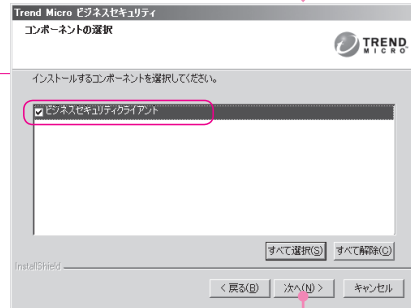 Trend Micro ビジネスセキュリティ
コンポーネントの選択
TREND
MICRO
インストールするコンポーネントを選択してください。
ビジネスセキュリティクライアント
すべて選択(S)
すべて解除(C)
InstallShield
< 戻る(B)
次へ(N) >
キャンセル